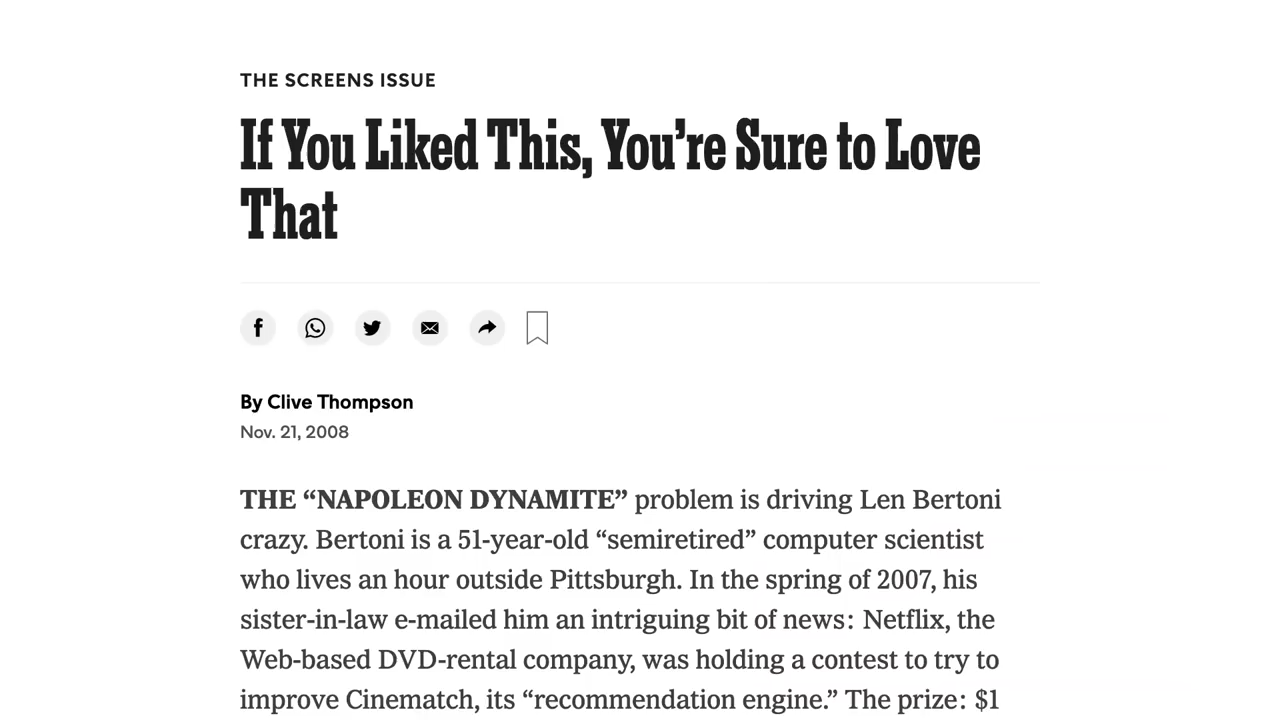 THE SCREENS ISSUE
If You Liked This, You’re Sure to Love
That
By Clive Thompson
Nov. 21, 2008
THE “NAPOLEON DYNAMITE” problem is driving Len Bertoni
crazy. Bertoni is a 51-year-old “semiretired” computer scientist
who lives an hour outside Pittsburgh. In the spring of 2007, his
sister-in-law e-mailed him an intriguing bit of news: Netflix, the
Web-based DVD-rental company, was holding a contest to try to
improve Cinematch, its “recommendation engine.” The prize: $1